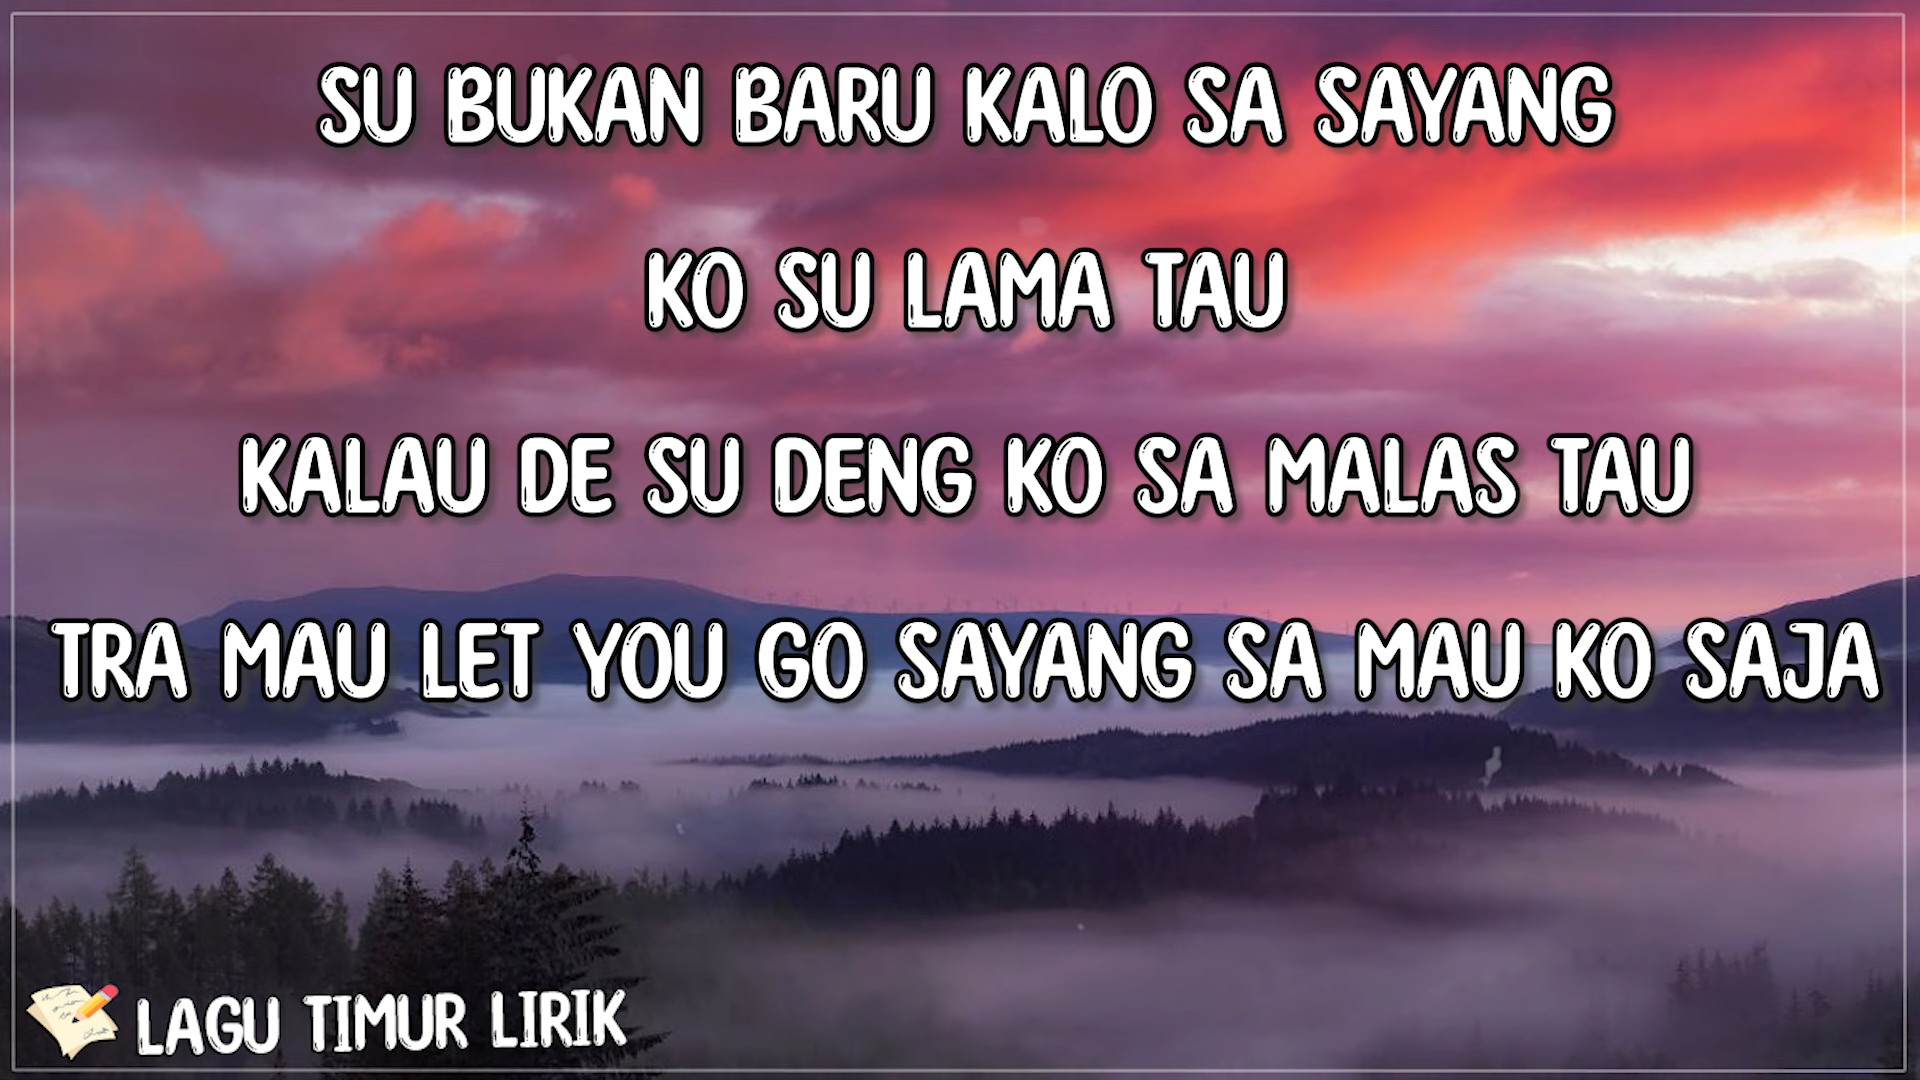 SU BUKAN BARU KALO SA SAYANG
KO SU LAMA TAU
KALAU DE SU DENG KO SA MALAS TAU
TRA MAU LET YOU GO SAYANG SA MAU KO SAJA
LAGU TIMUR LIRIK